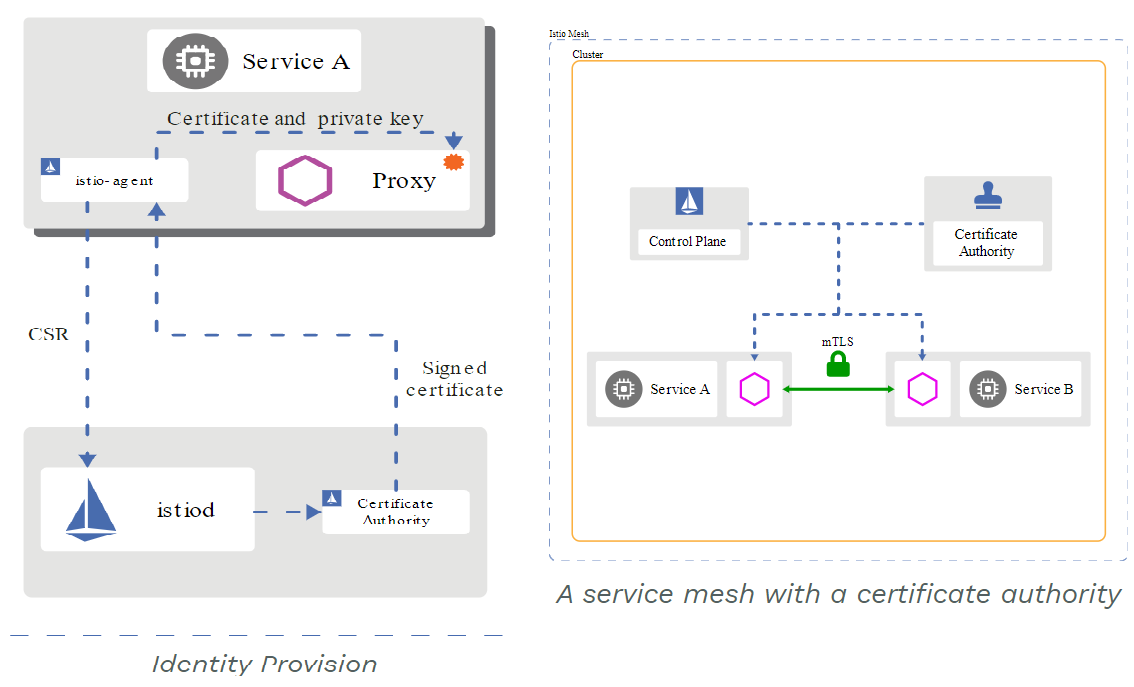 Service A
Certificate and private key
istio-agent
Proxy
CSR
Signed
certificate
istiod
Certificate
Authority
Identity Provision
Istio Mesh
Cluster
Control Plane
Certificate
Authority
mTLS
Service A
Service B
A service mesh with a certificate authority